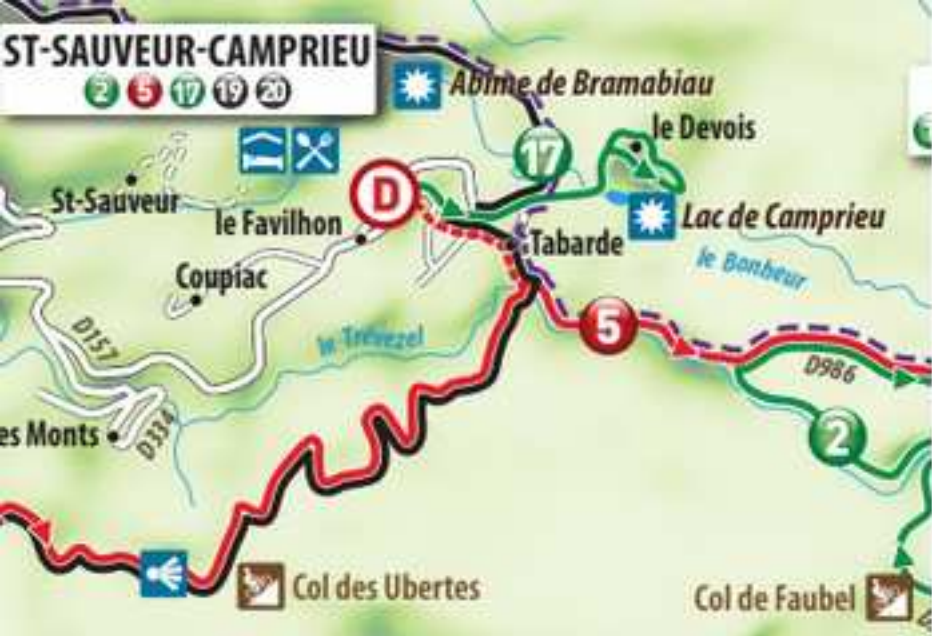 ST-SAUVEUR-CAMPRIEU
2 5 17 19 20
Abîme de Bramabiau
17
le Devois
D
St-Sauveur
le Favilhon
Lac de Camprieu
Tabarde
Coupiac
le Bonheur
le Trévezel
5
D157
D986
es Monts
D334
2
Col des Ubertes
Col de Faubel